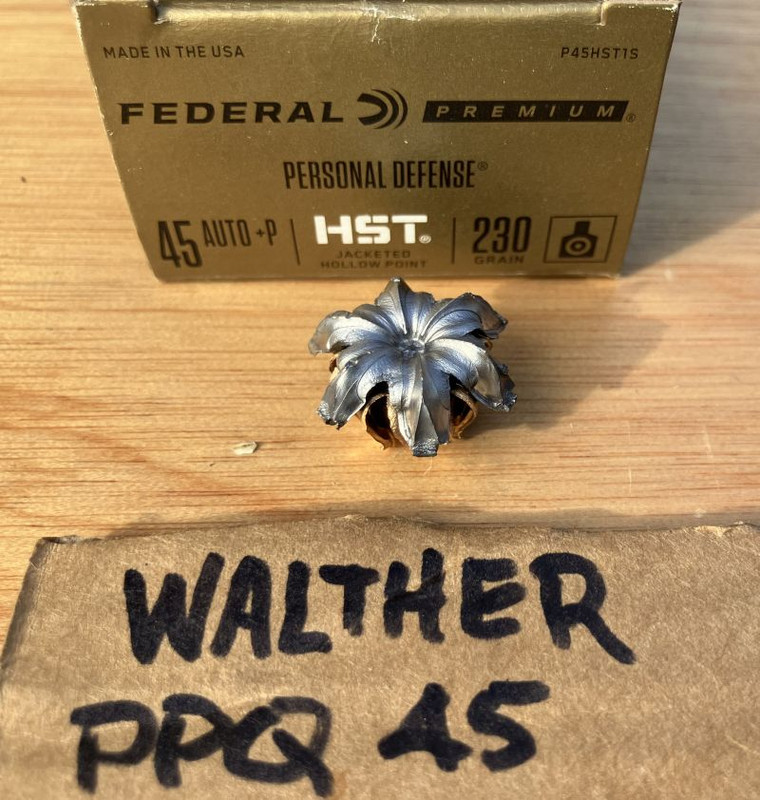 MADE IN THE USA P45HST1S
FEDERAL PREMIUM®
PERSONAL DEFENSE®
45 AUTO +P HST® 230
JACKETED GRAIN
HOLLOW POINT
WALTHER
PPQ 45